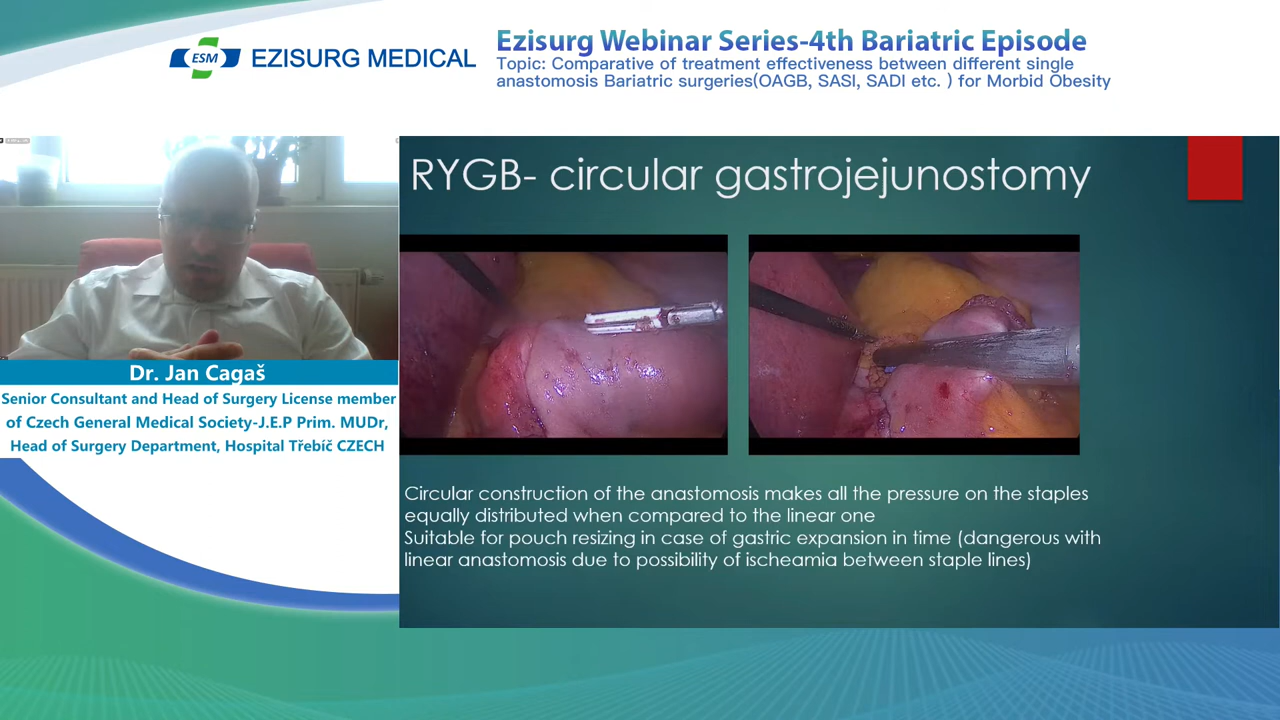 ESM
EZISURG MEDICAL
Ezisurg Webinar Series-4th Bariatric Episode
Topic: Comparative of treatment effectiveness between different single
anastomosis Bariatric surgeries(OAGB, SASI, SADI etc. ) for Morbid Obesity
RYGB- circular gastrojejunostomy
Dr. Jan Cagaš
Senior Consultant and Head of Surgery License member
of Czech General Medical Society-J.E.P Prim. MUDr,
Head of Surgery Department, Hospital Třebíč CZECH
Circular construction of the anastomosis makes all the pressure on the staples
equally distributed when compared to the linear one
Suitable for pouch resizing in case of gastric expansion in time (dangerous with
linear anastomosis due to possibility of ischeamia between staple lines)